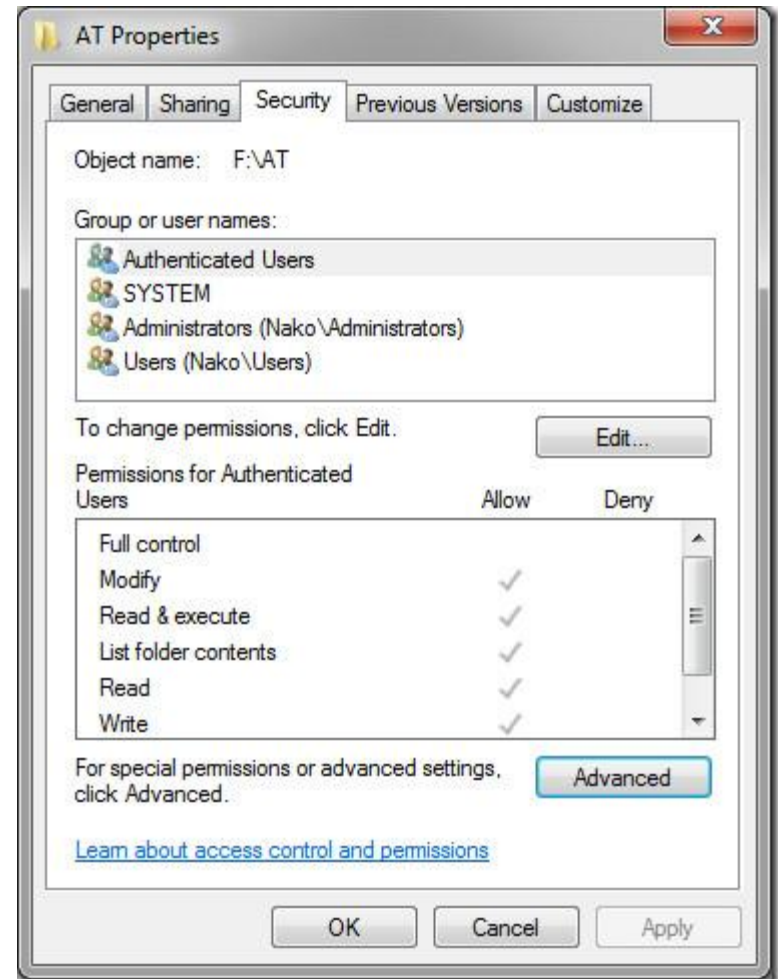 AT Properties
General Sharing Security Previous Versions Customize
Object name: F:\AT
Group or user names:
Authenticated Users
SYSTEM
Administrators (Nako\Administrators)
Users (Nako\Users)
To change permissions, click Edit.
Edit...
Permissions for Authenticated
Users Allow Deny
Full control
Modify
Read & execute
List folder contents
Read
Write
For special permissions or advanced settings,
click Advanced.
Advanced
Learn about access control and permissions
OK Cancel Apply